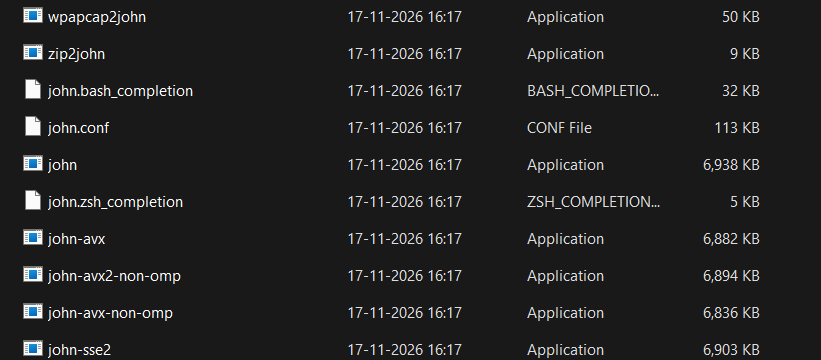 wpapcap2john 17-11-2026 16:17 Application 50 KB
zip2john 17-11-2026 16:17 Application 9 KB
john.bash_completion 17-11-2026 16:17 BASH_COMPLETIO... 32 KB
john.conf 17-11-2026 16:17 CONF File 113 KB
john 17-11-2026 16:17 Application 6,938 KB
john.zsh_completion 17-11-2026 16:17 ZSH_COMPLETION... 5 KB
john-avx 17-11-2026 16:17 Application 6,882 KB
john-avx2-non-omp 17-11-2026 16:17 Application 6,894 KB
john-avx-non-omp 17-11-2026 16:17 Application 6,836 KB
john-sse2 17-11-2026 16:17 Application 6,903 KB